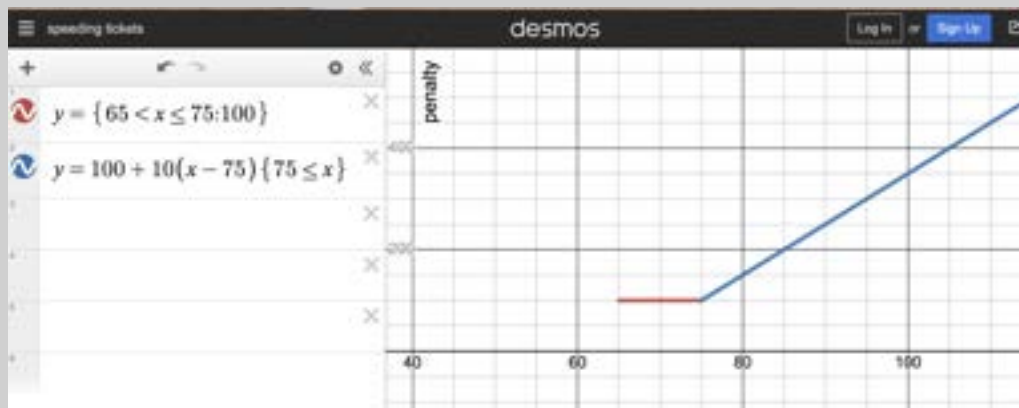 speeding tickets
desmos
Log In or Sign Up
y = {65 < x ≤ 75:100}
y = 100 + 10(x − 75){75 ≤ x}
penalty
400
200
40 60 80 100